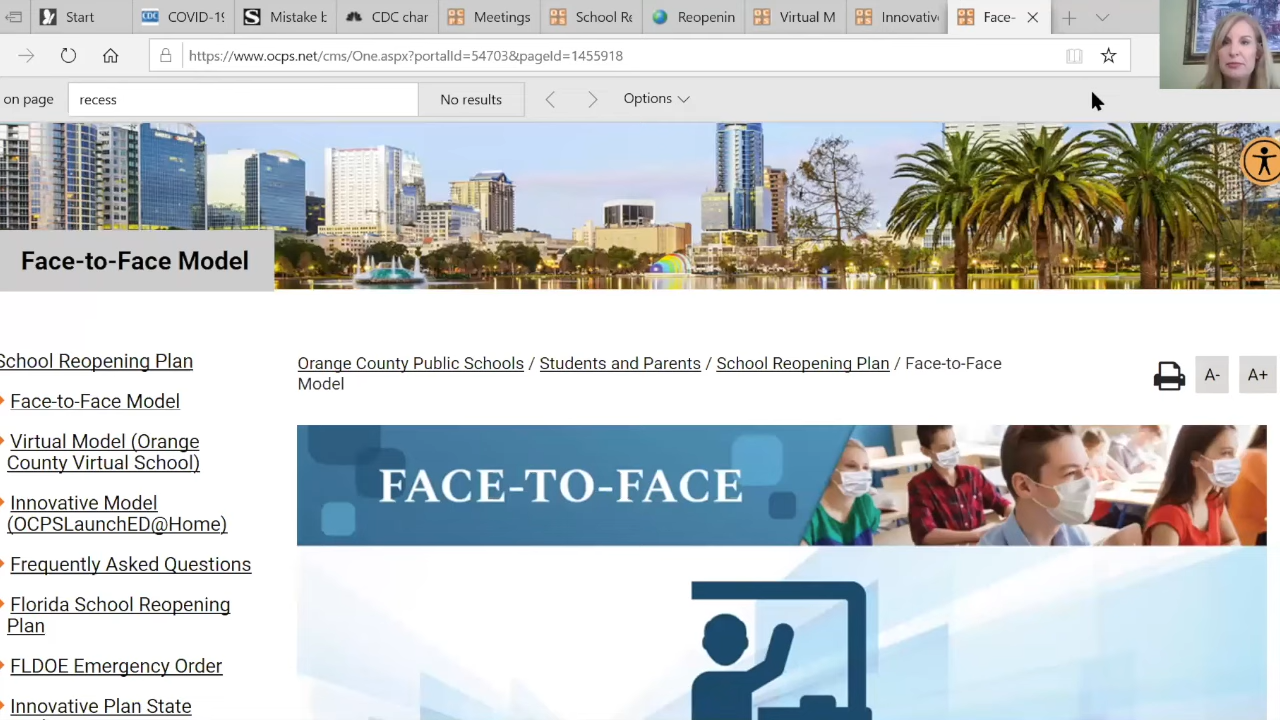 Start
COVID-19
Mistake b
CDC char
Meetings
School Re
Reopenin
Virtual M
Innovativ
Face-
https://www.ocps.net/cms/One.aspx?portalId=54703&pageId=1455918
on page
recess
No results
Options
Face-to-Face Model
School Reopening Plan
Face-to-Face Model
Virtual Model (Orange
County Virtual School)
Innovative Model
(OCPSLaunchED@Home)
Frequently Asked Questions
Florida School Reopening
Plan
FLDOE Emergency Order
Innovative Plan State
Orange County Public Schools / Students and Parents / School Reopening Plan / Face-to-Face
Model
A-
A+
FACE-TO-FACE